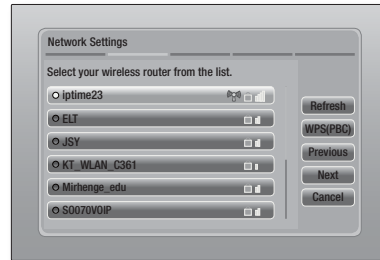 Network Settings
Select your wireless router from the list.
iptime23
ELT
JSY
KT_WLAN_C361
Mirhenge_edu
S0070VOIP
Refresh
WPS(PBC)
Previous
Next
Cancel